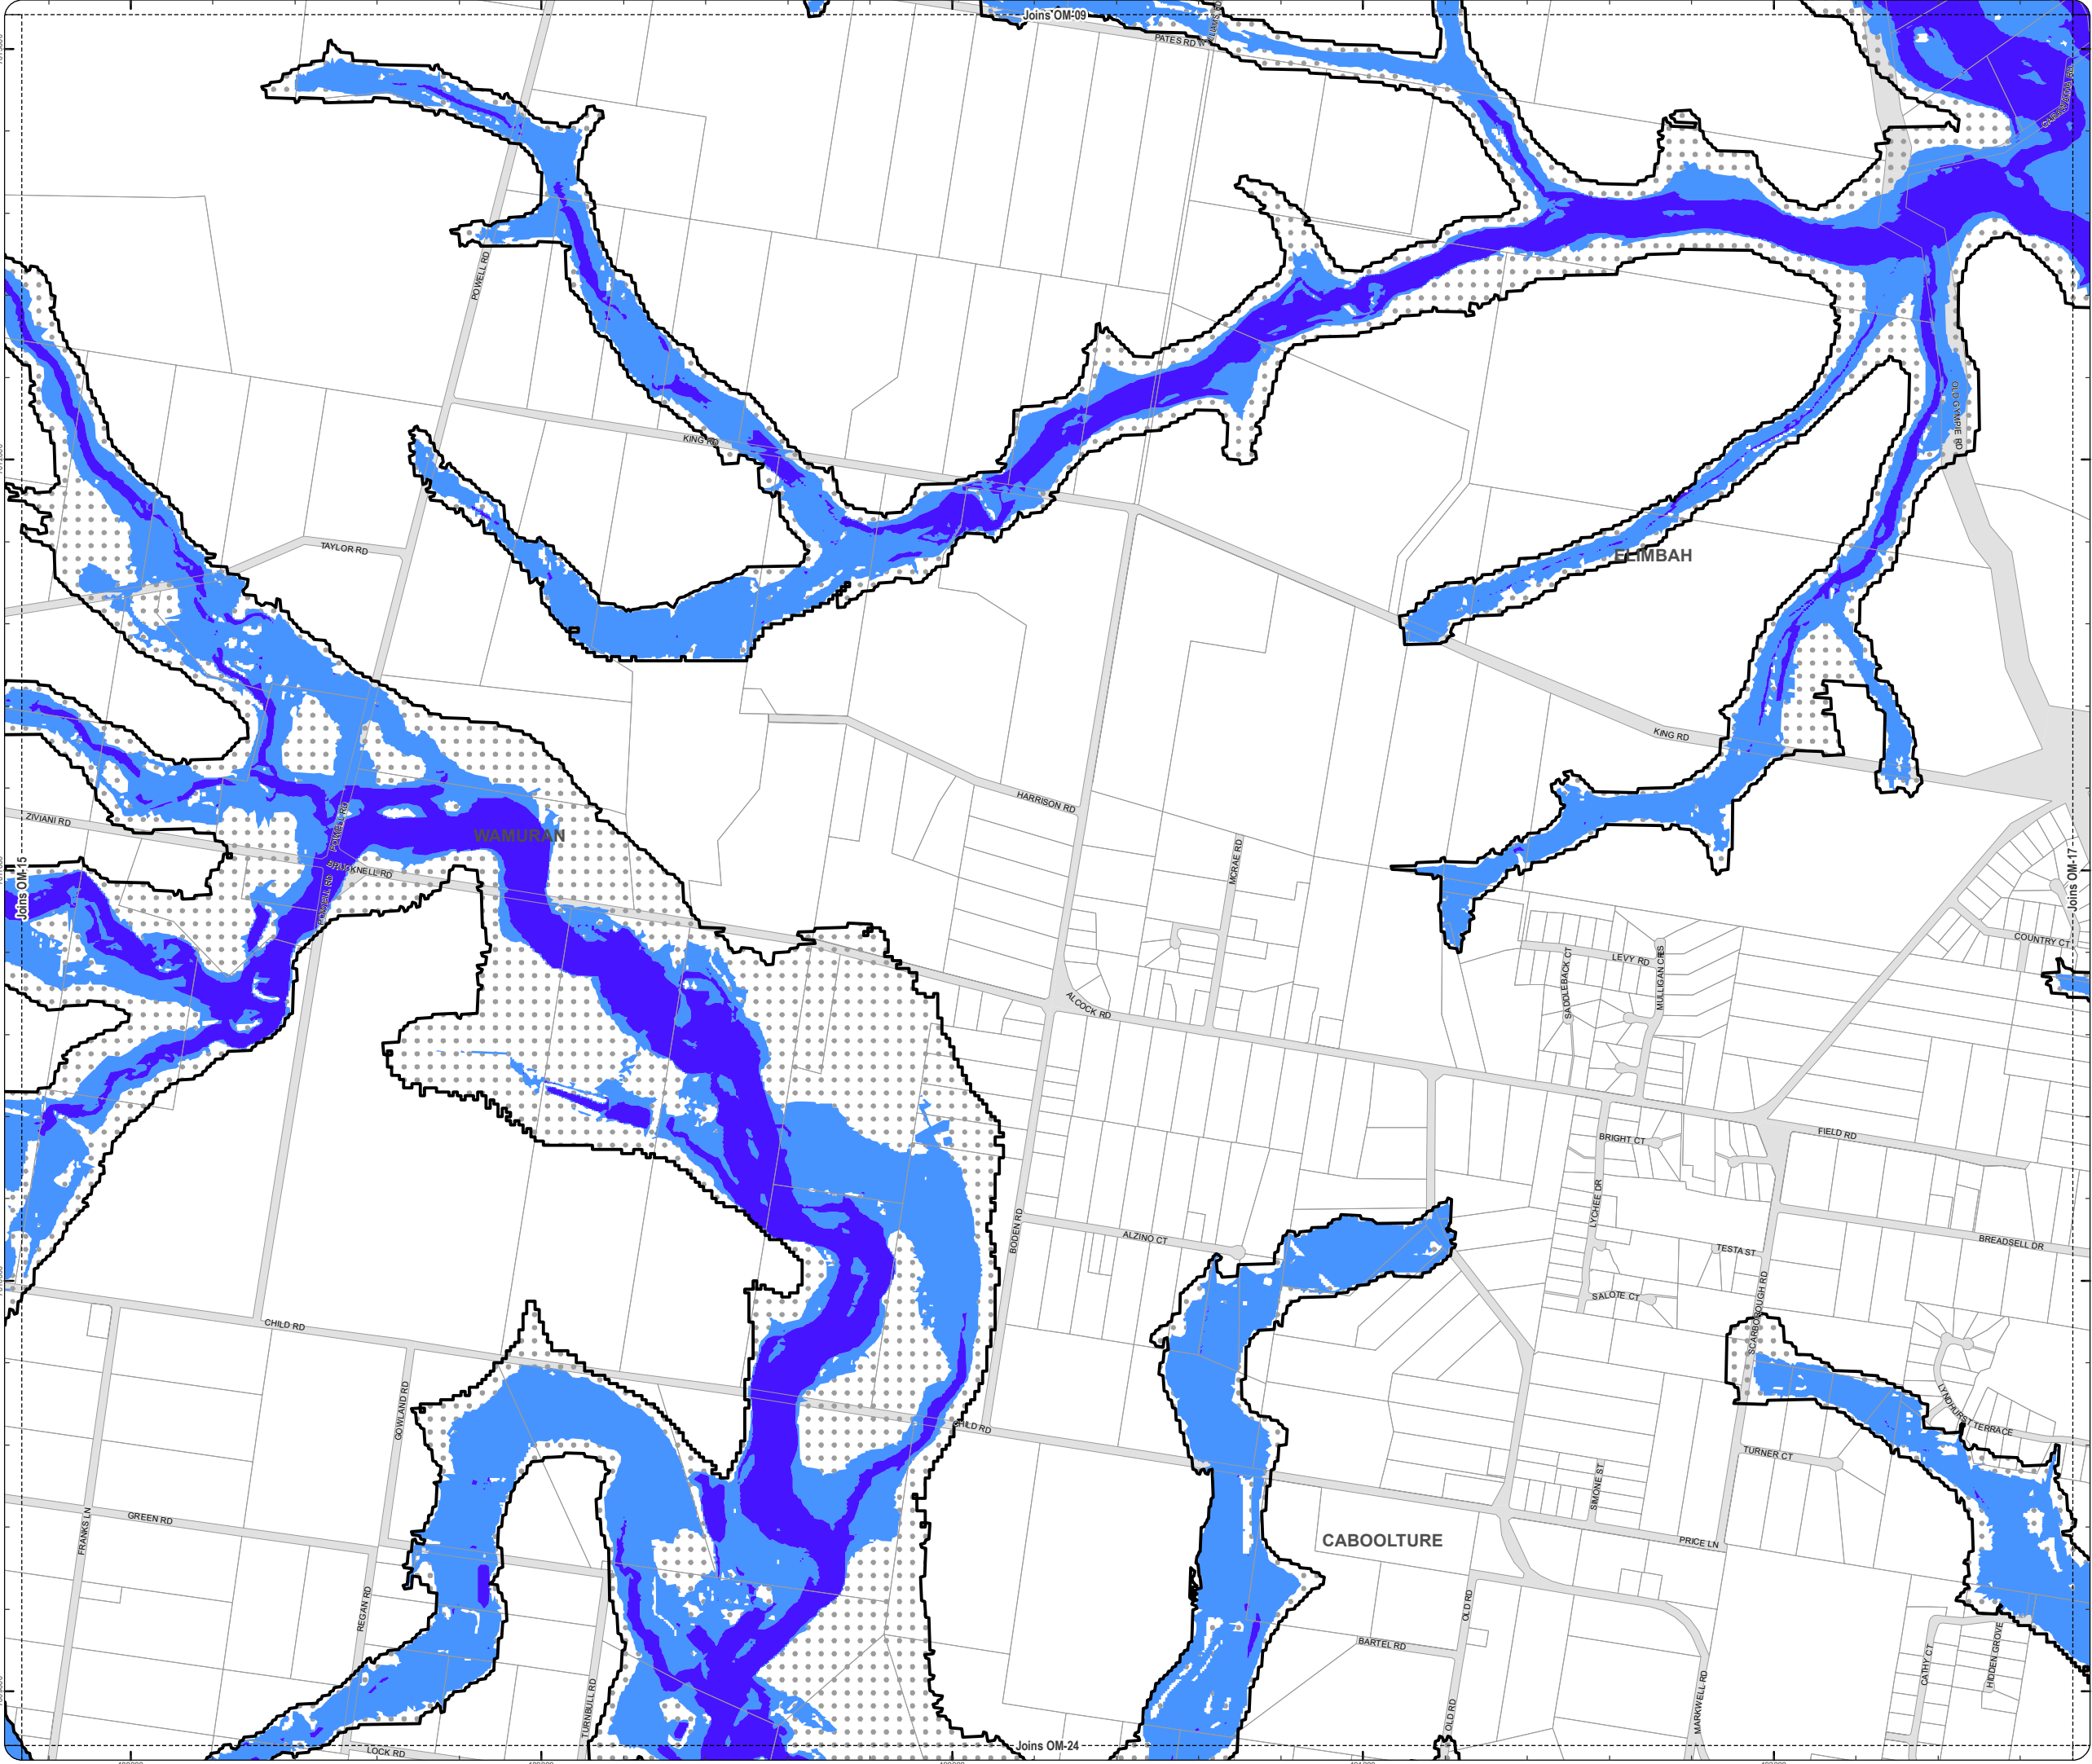 Joins OM-09
PATES RD
OLD GYMPIE RD
POWELL RD
KING RD
TAYLOR RD
ELIMBAH
KING RD
HARRISON RD
ZIVIANI RD
POWELL RD
WAMURAN
MCRAE RD
Joins OM-15
Joins OM-17
POWELL RD
COUNTRY CT
LEVY RD
SADDLEBACK CT
MULLIGAN CRES
ALCOCK RD
FIELD RD
BRIGHT CT
LYCHEE DR
BODEN RD
ALZINO CT
TESTA ST
BREADSELL DR
SALOTE CT
SCARBOROUGH RD
CHILD RD
GOWLAND RD
CHILD RD
LYNDHURST TERRACE
TURNER CT
SIMONE ST
FRANKS LN
GREEN RD
CABOOLTURE
PRICE LN
REGAN RD
OLD RD
BARTEL RD
CATHY CT
HIDDEN GROVE
TURNBULL RD
OLD RD
MARKWELL RD
LOCK RD
Joins OM-24